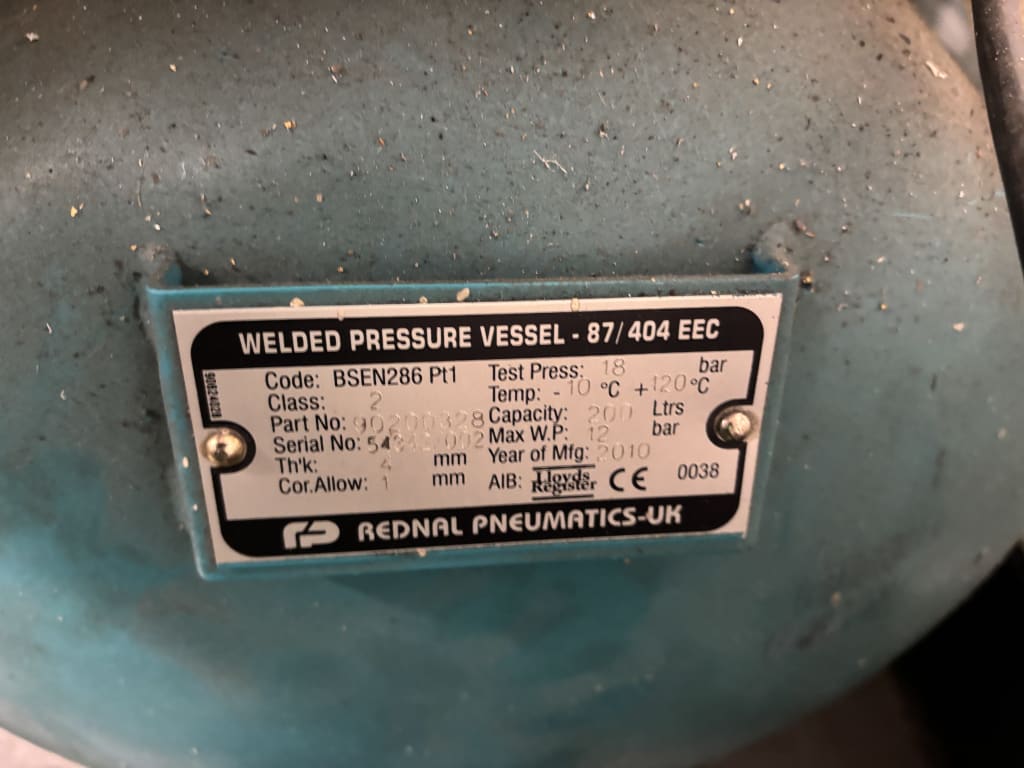 WELDED PRESSURE VESSEL - 87/404 EEC
90624028
Code: BSEN286 Pt1
Class: 2
Part No: 90200328
Serial No:
Th'k: 4 mm
Cor.Allow: 1 mm
Test Press: 18 bar
Temp: -10 °C +120°C
Capacity: 200 Ltrs
Max W.P: 12 bar
Year of Mfg: 2010
AIB: Lloyds Register CE 0038
REDNAL PNEUMATICS-UK